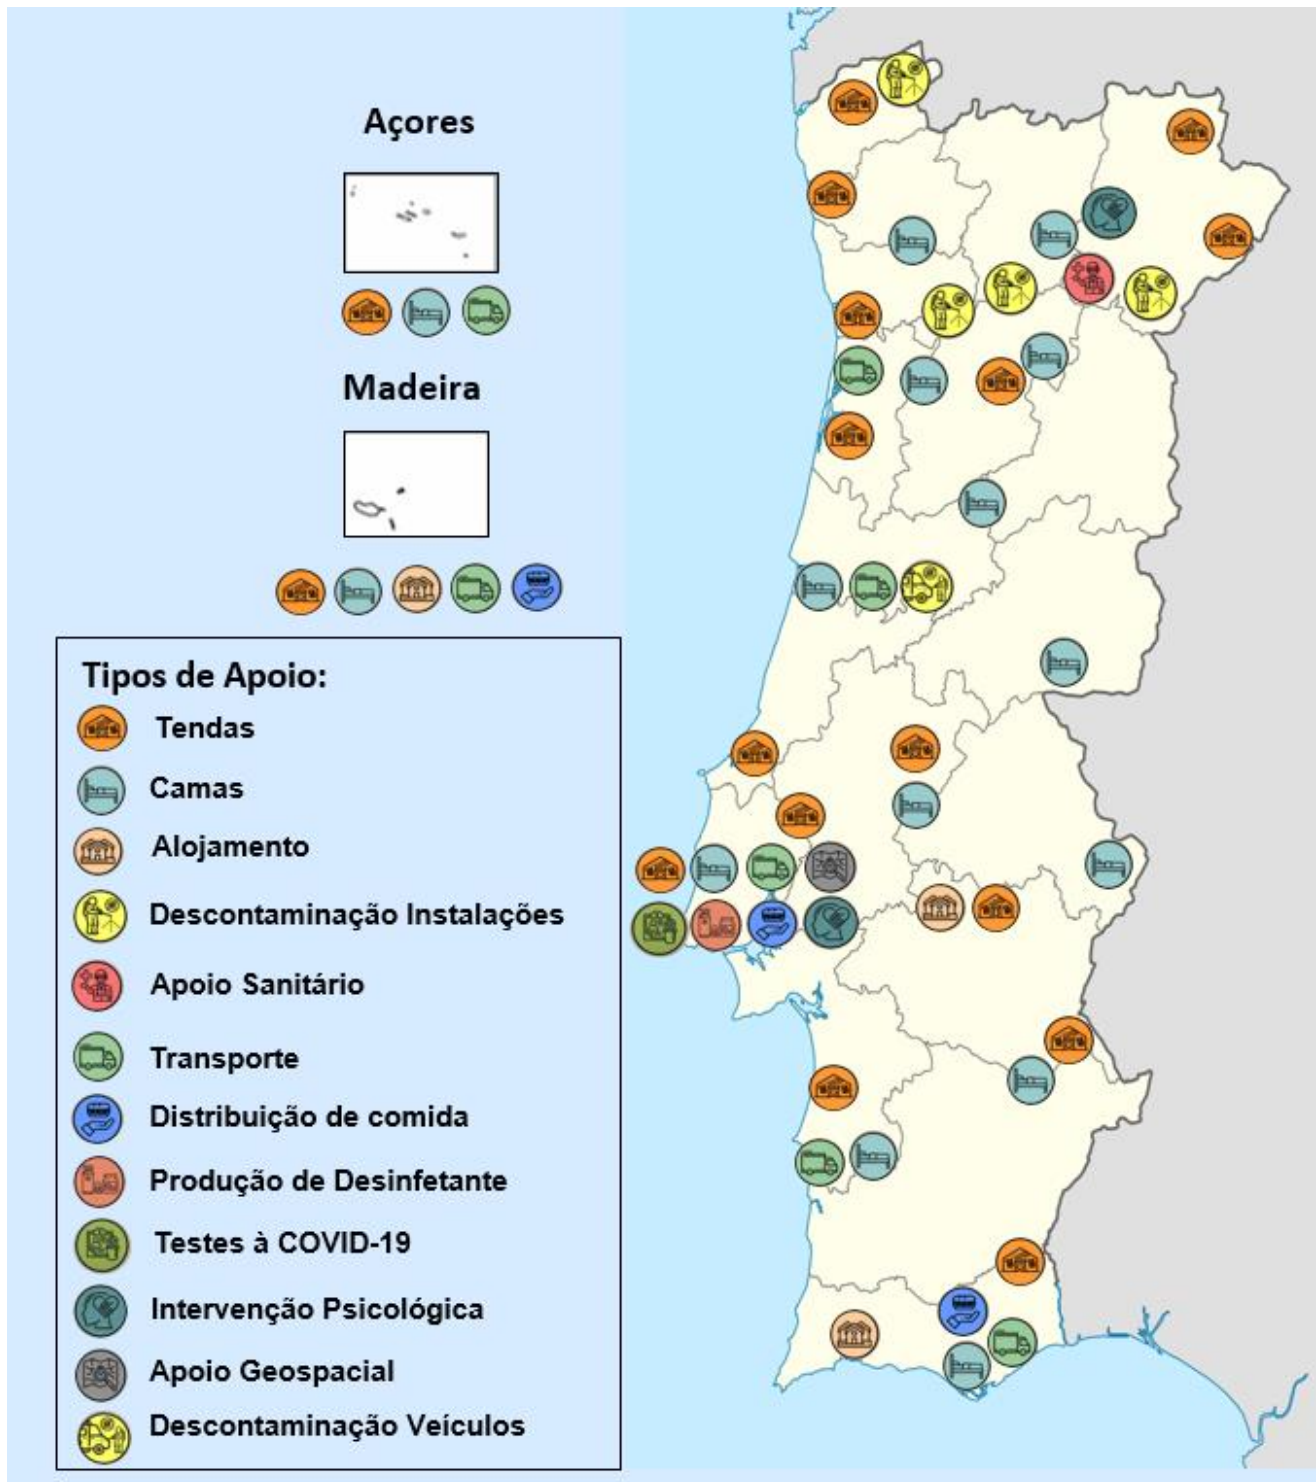 Açores
Madeira
Tipos de Apoio:
Tendas
Camas
Alojamento
Descontaminação Instalações
Apoio Sanitário
Transporte
Distribuição de comida
Produção de Desinfetante
Testes à COVID-19
Intervenção Psicológica
Apoio Geospacial
Descontaminação Veículos